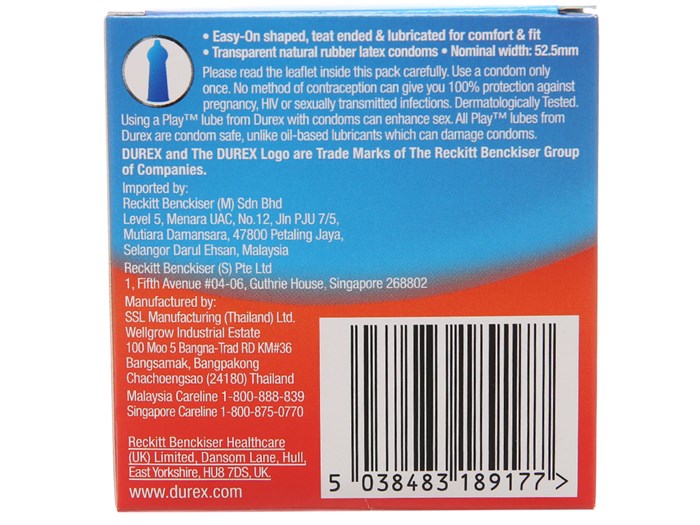 • Easy-On shaped, teat ended & lubricated for comfort & fit
• Transparent natural rubber latex condoms • Nominal width: 52.5mm
Please read the leaflet inside this pack carefully. Use a condom only
once. No method of contraception can give you 100% protection against
pregnancy, HIV or sexually transmitted infections. Dermatologically Tested.
Using a Play™ lube from Durex with condoms can enhance sex. All Play™ lubes from
Durex are condom safe, unlike oil-based lubricants which can damage condoms.
DUREX and The DUREX Logo are Trade Marks of The Reckitt Benckiser Group
of Companies.
Imported by:
Reckitt Benckiser (M) Sdn Bhd
Level 5, Menara UAC, No.12, Jln PJU 7/5,
Mutiara Damansara, 47800 Petaling Jaya,
Selangor Darul Ehsan, Malaysia
Reckitt Benckiser (S) Pte Ltd
1, Fifth Avenue #04-06, Guthrie House, Singapore 268802
Manufactured by:
SSL Manufacturing (Thailand) Ltd.
Wellgrow Industrial Estate
100 Moo 5 Bangna-Trad RD KM#36
Bangsamak, Bangpakong
Chachoengsao (24180) Thailand
Malaysia Careline 1-800-888-839
Singapore Careline 1-800-875-0770
Reckitt Benckiser Healthcare
(UK) Limited, Dansom Lane, Hull,
East Yorkshire, HU8 7DS, UK.
www.durex.com
5 038483 189177 >